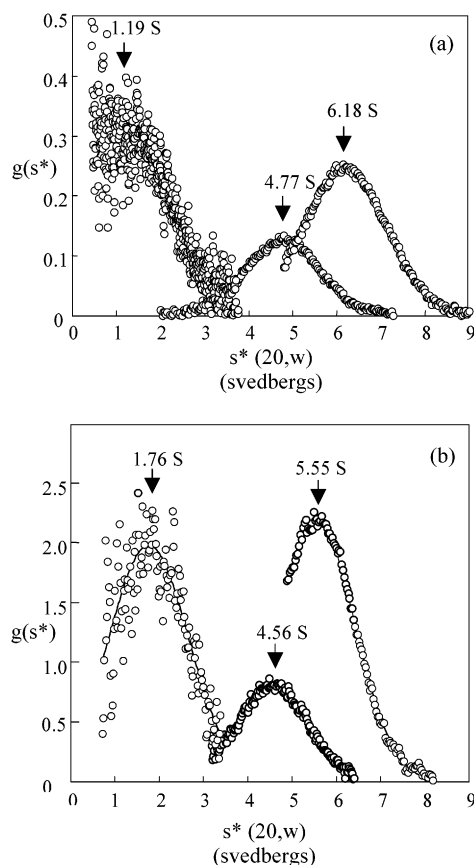 (a)
0.5
0.4
0.3
0.2
0.1
0
g(s*)
1.19 S
4.77 S
6.18 S
0 1 2 3 4 5 6 7 8 9
s* (20,w)
(svedbergs)
(b)
2.5
2.0
1.5
1.0
0.5
0
g(s*)
1.76 S
4.56 S
5.55 S
0 1 2 3 4 5 6 7 8 9
s* (20,w)
(svedbergs)